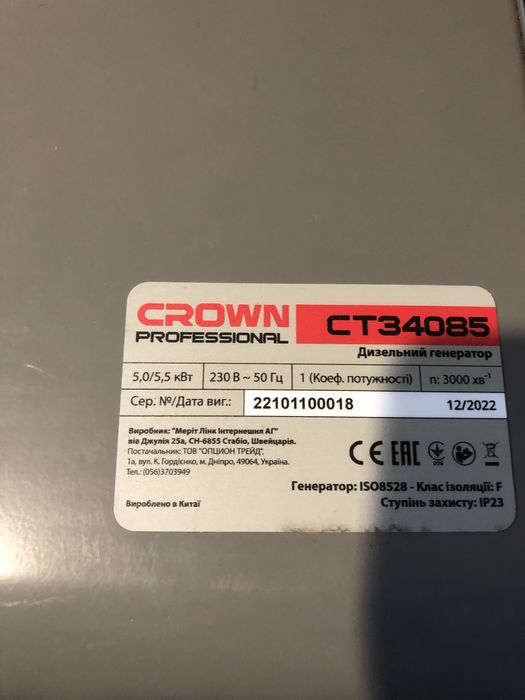 CROWN
PROFESSIONAL
CT34085
Дизельний генератор
5,0/5,5 кВт 230 В ~ 50 Гц 1 (Коеф. потужності) n: 3000 хв⁻¹
Сер. №/Дата виг.: 22101100018 12/2022
Виробник: "Меріт Лінк Інтернешнл АГ"
віа Джулія 25а, CH-6855 Стабіо, Швейцарія.
Постачальник: ТОВ "ОПЦИОН ТРЕЙД",
1а, вул. К. Гордієнко, м. Дніпро, 49064, Україна.
Тел.: (056)3703949
CE EAC
Генератор: ISO8528 - Клас ізоляції: F
Вироблено в Китаї
Ступінь захисту: IP23